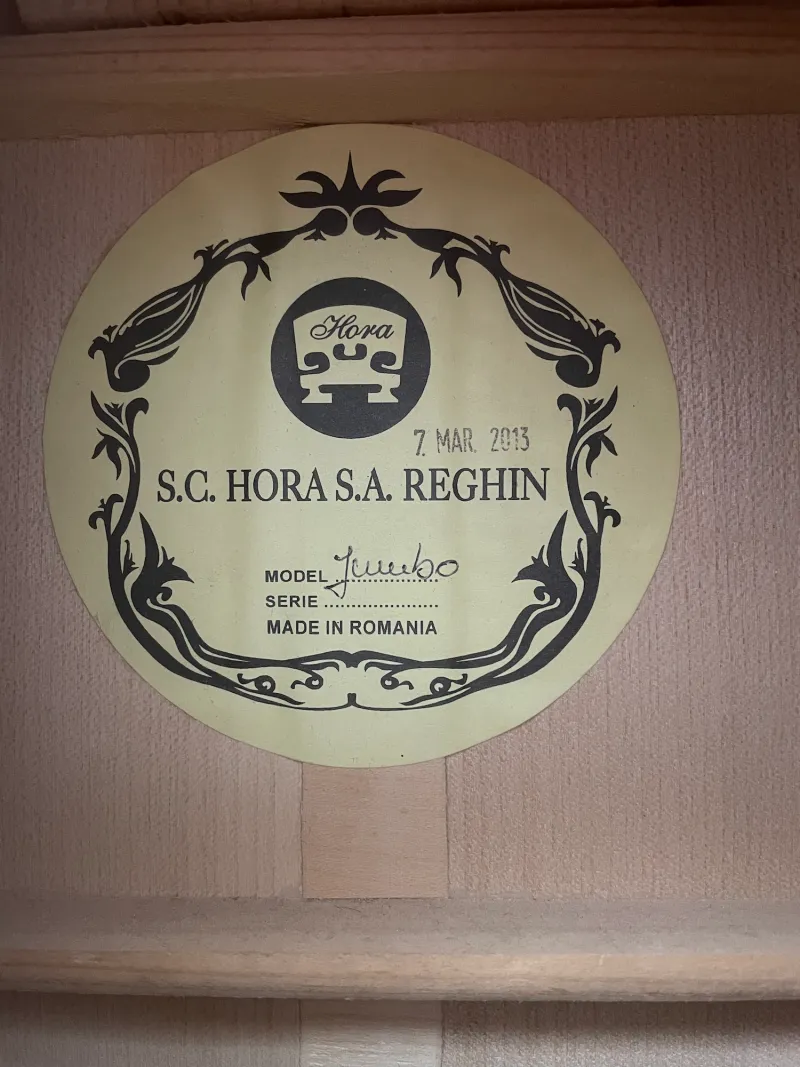 Hora
7. MAR. 2013
S.C. HORA S.A. REGHIN
MODEL Jumbo
SERIE ......................
MADE IN ROMANIA